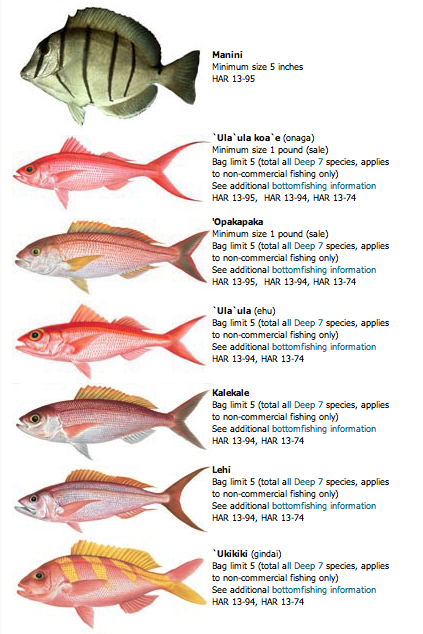 Manini
Minimum size 5 inches
HAR 13-95
`Ula`ula koa`e (onaga)
Minimum size 1 pound (sale)
Bag limit 5 (total all Deep 7 species, applies
to non-commercial fishing only)
See additional bottomfishing information
HAR 13-95,  HAR 13-94, HAR 13-74
'Opakapaka
Minimum size 1 pound (sale)
Bag limit 5 (total all Deep 7 species, applies
to non-commercial fishing only)
See additional bottomfishing information
HAR 13-95,  HAR 13-94, HAR 13-74
`Ula`ula (ehu)
Bag limit 5 (total all Deep 7 species, applies
to non-commercial fishing only)
See additional bottomfishing information
HAR 13-94, HAR 13-74
Kalekale
Bag limit 5 (total all Deep 7 species, applies
to non-commercial fishing only)
See additional bottomfishing information
HAR 13-94, HAR 13-74
Lehi
Bag limit 5 (total all Deep 7 species, applies
to non-commercial fishing only)
See additional bottomfishing information
HAR 13-94, HAR 13-74
`Ukikiki (gindai)
Bag limit 5 (total all Deep 7 species, applies
to non-commercial fishing only)
See additional bottomfishing information
HAR 13-94, HAR 13-74